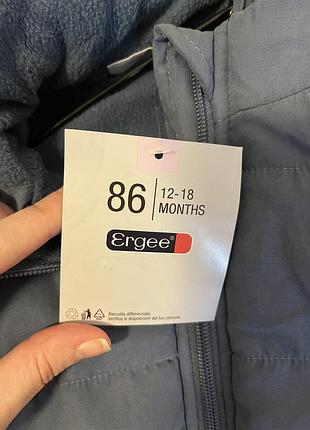 86 12-18
MONTHS
Ergee®
Raccolta differenziata.
Verifica le disposizioni del tuo comune.